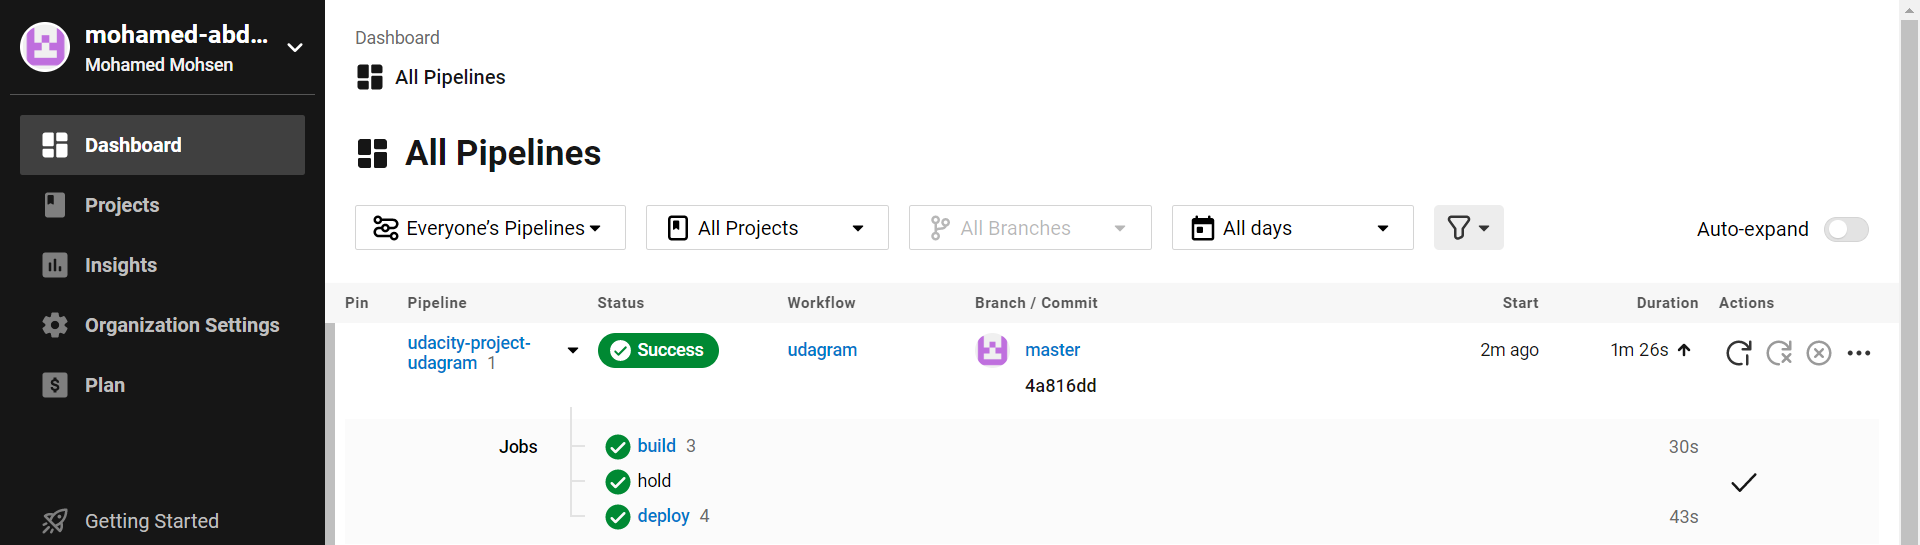 mohamed-abd...
Mohamed Mohsen
Dashboard
Projects
Insights
Organization Settings
Plan
Getting Started
Dashboard
All Pipelines
All Pipelines
Everyone’s Pipelines
All Projects
All Branches
All days
Auto-expand
Pin Pipeline Status Workflow Branch / Commit Start Duration Actions
udacity-project-
udagram 1
Success
udagram
master
4a816dd
2m ago
1m 26s
Jobs
build 3
30s
hold
deploy 4
43s